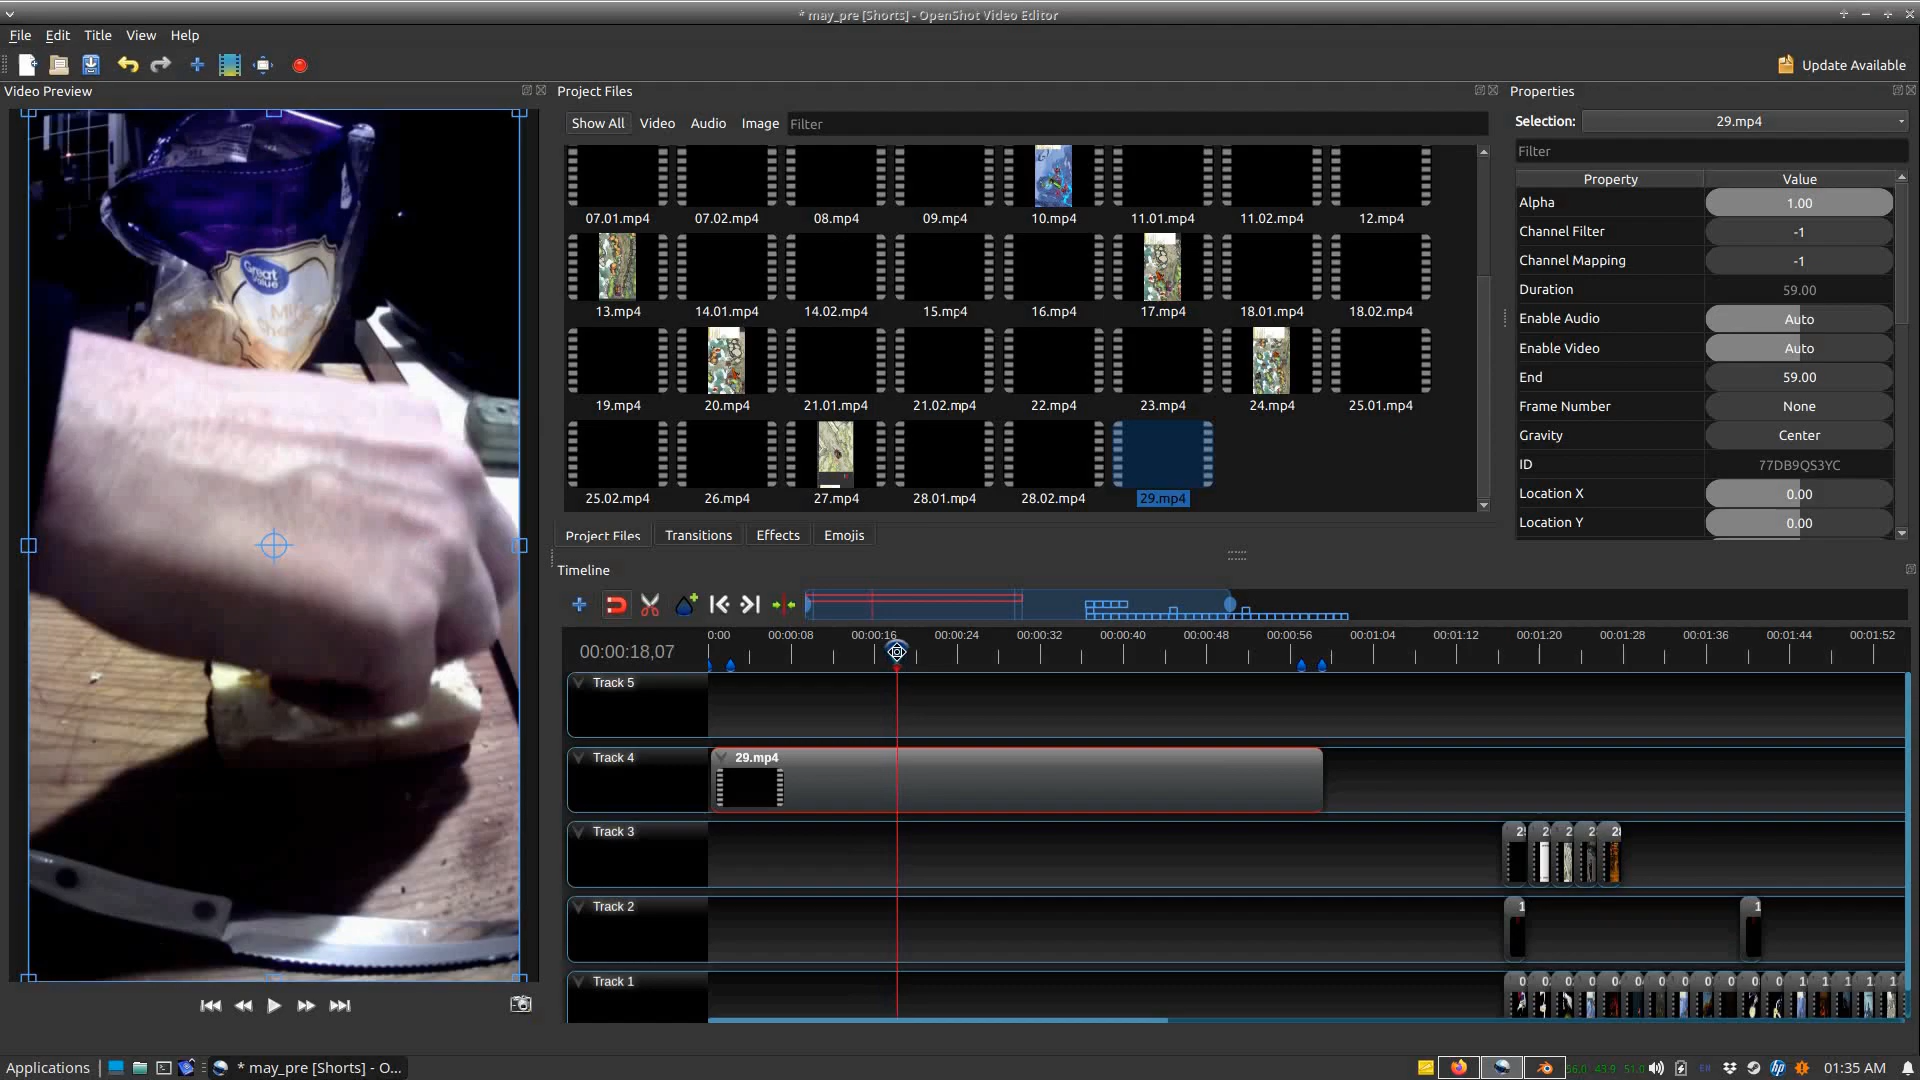 * may_pre [Shorts] - OpenShot Video Editor
File Edit Title View Help
Update Available
Video Preview
Great Value
Project Files
Show All Video Audio Image Filter
07.01.mp4 07.02.mp4 08.mp4 09.mp4 10.mp4 11.01.mp4 11.02.mp4 12.mp4
13.mp4 14.01.mp4 14.02.mp4 15.mp4 16.mp4 17.mp4 18.01.mp4 18.02.mp4
19.mp4 20.mp4 21.01.mp4 21.02.mp4 22.mp4 23.mp4 24.mp4 25.01.mp4
25.02.mp4 26.mp4 27.mp4 28.01.mp4 28.02.mp4 29.mp4
Project Files Transitions Effects Emojis
Properties
Selection: 29.mp4
Filter
Property Value
Alpha 1.00
Channel Filter -1
Channel Mapping -1
Duration 59.00
Enable Audio Auto
Enable Video Auto
End 59.00
Frame Number None
Gravity Center
ID 77DB9QS3YC
Location X 0.00
Location Y 0.00
Timeline
0:00 00:00:08 00:00:16 00:00:24 00:00:32 00:00:40 00:00:48 00:00:56 00:01:04 00:01:12 00:01:20 00:01:28 00:01:36 00:01:44 00:01:52
00:00:18,07
Track 5
Track 4 29.mp4
Track 3
Track 2
Track 1
Applications * may_pre [Shorts] - O... 56.0 43.9 51.0 EN 01:35 AM